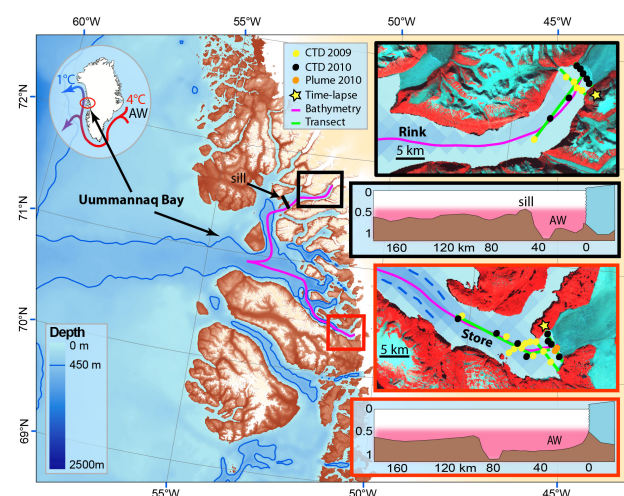 60°W
55°W
50°W
45°W
72°N
71°N
70°N
69°N
55°W
50°W
45°W
1°C
4°C
AW
Uummannaq Bay
sill
CTD 2009
CTD 2010
Plume 2010
Time-lapse
Bathymetry
Transect
Rink
5 km
0
0.5
1
sill
AW
160
120 km
80
40
0
Store
5 km
0
0.5
1
AW
160
120
80 km
40
0
Depth
0 m
450 m
2500m